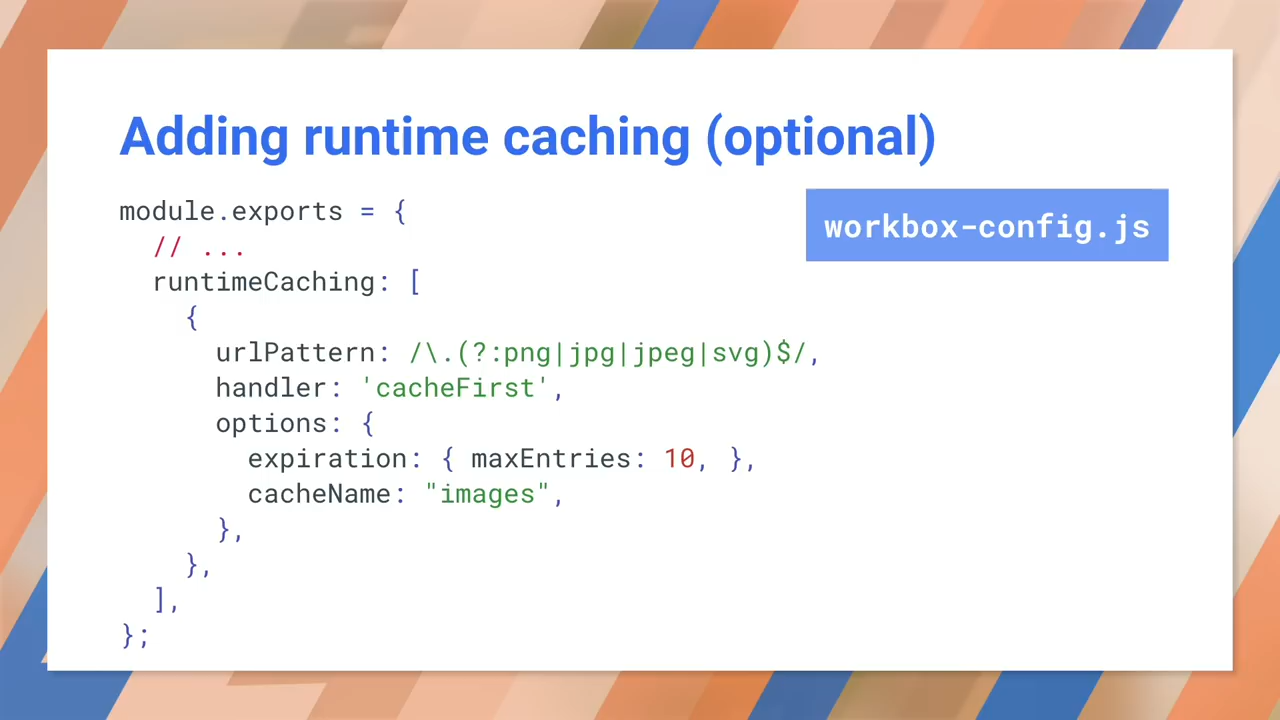 Adding runtime caching (optional)
workbox-config.js
module.exports = {
  // ...
  runtimeCaching: [
    {
      urlPattern: /\.(?:png|jpg|jpeg|svg)$/,
      handler: 'cacheFirst',
      options: {
        expiration: { maxEntries: 10, },
        cacheName: "images",
      },
    },
  ],
};